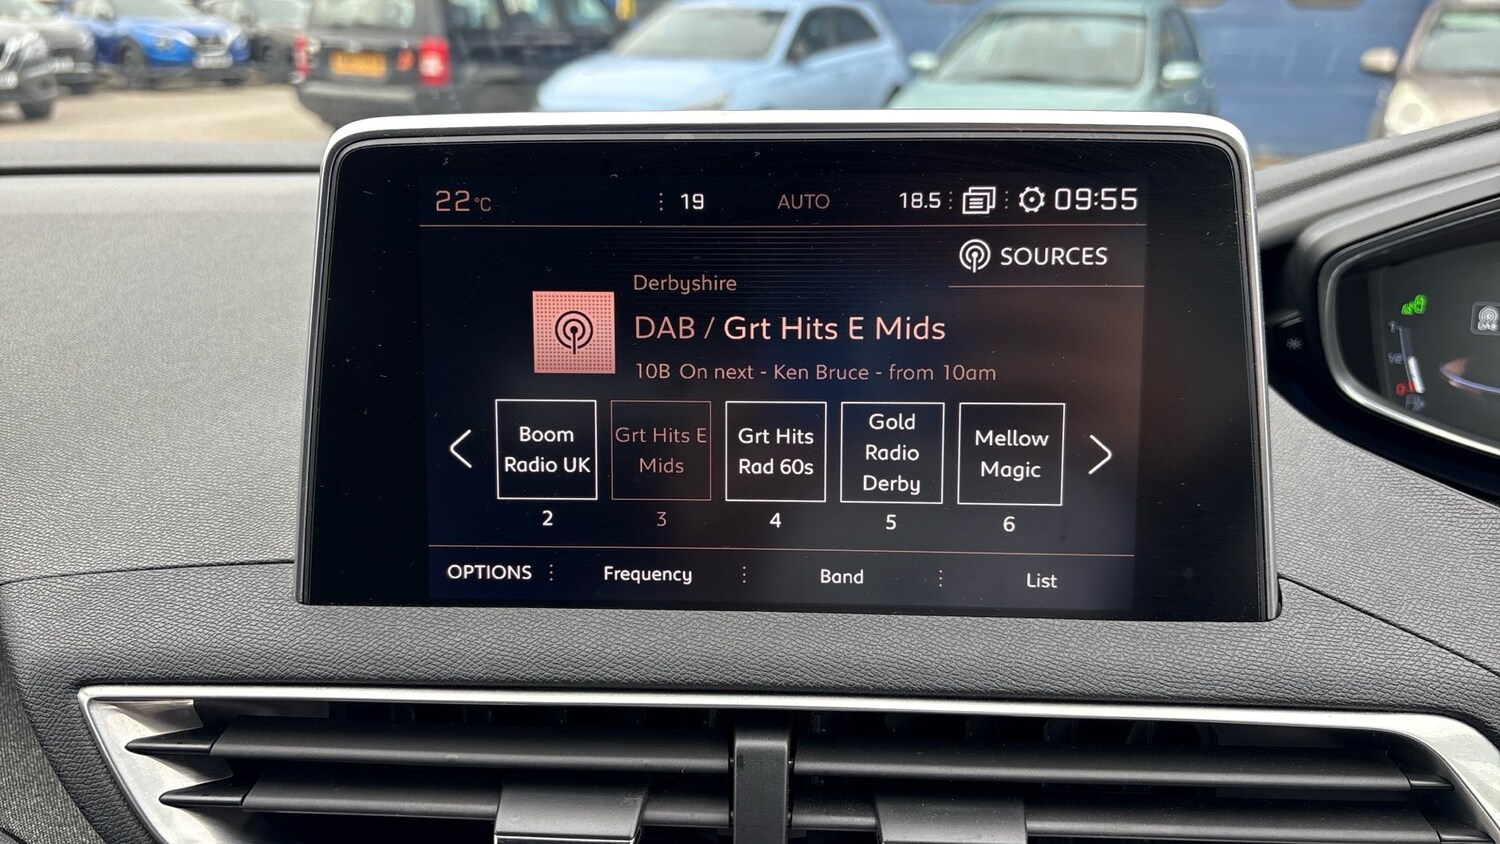 22°C 19 AUTO 18.5 09:55
SOURCES
Derbyshire
DAB / Grt Hits E Mids
10B On next - Ken Bruce - from 10am
Boom
Radio UK
2
Grt Hits E
Mids
3
Grt Hits
Rad 60s
4
Gold
Radio
Derby
5
Mellow
Magic
6
OPTIONS Frequency Band List